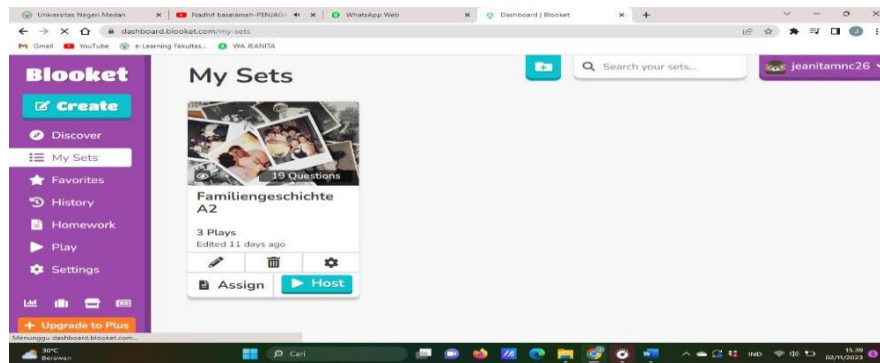 Universitas Negeri Medan
Nadhif basalamah-PENJAG
WhatsApp Web
Dashboard | Blooket
dashboard.blooket.com/my-sets
Gmail
YouTube
e-Learning Fakultas...
WA JEANITA
Blooket
My Sets
Search your sets...
jeanitamnc26
Create
Discover
My Sets
Favorites
History
Homework
Play
Settings
Upgrade to Plus
19 Questions
Familiengeschichte
A2
3 Plays
Edited 11 days ago
Assign
Host
Menunggu dashboard.blooket.com...
30°C
Berawan
Cari
IND
15.39
02/11/2023